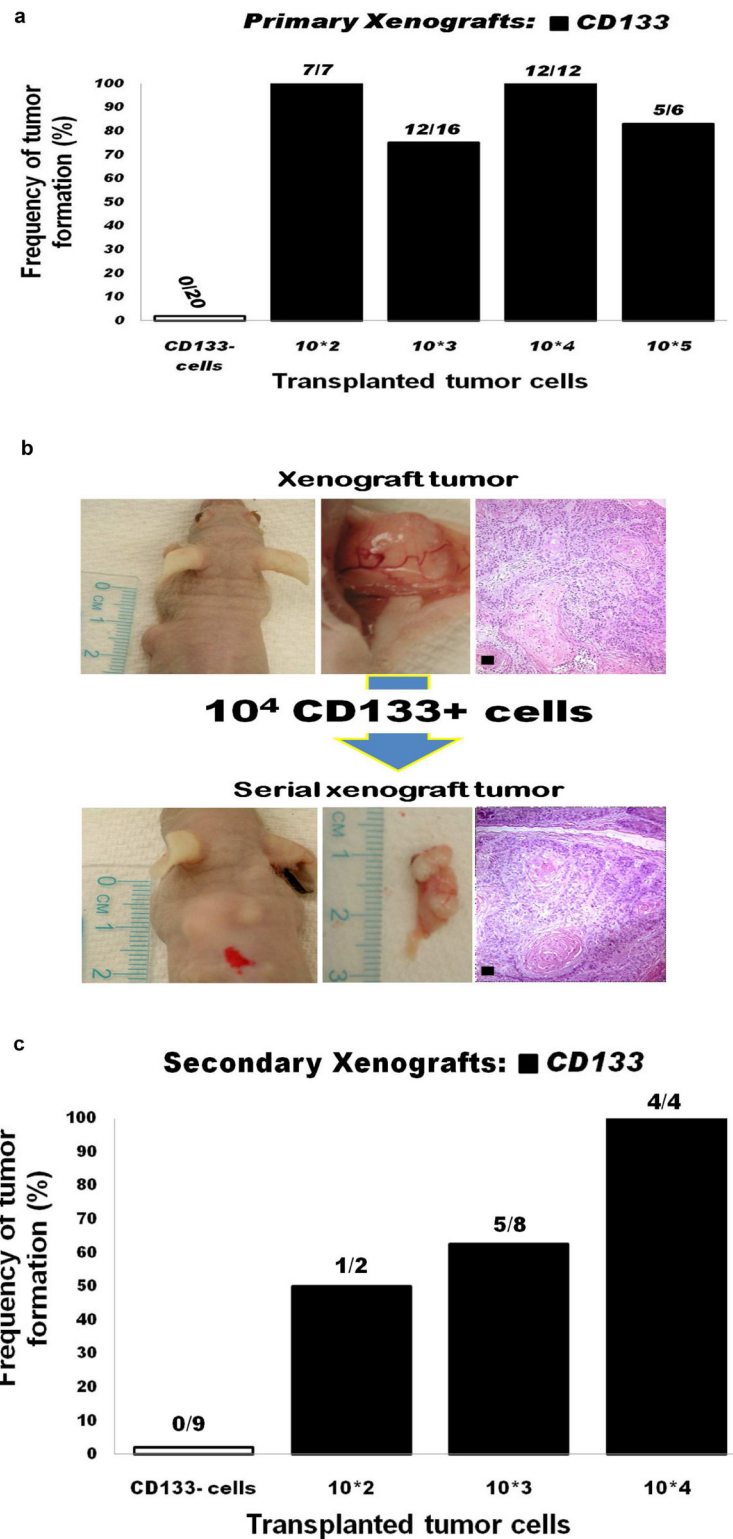 a
Primary Xenografts: ■ CD133
Frequency of tumor
formation (%)
100
90
80
70
60
50
40
30
20
10
0
0/20
7/7
12/16
12/12
5/6
CD133-
cells
10*2
10*3
10*4
10*5
Transplanted tumor cells
b
Xenograft tumor
0
CM 1
2
10⁴ CD133+ cells
Serial xenograft tumor
0
CM 1
2
CM
1
2
3
c
Secondary Xenografts: ■ CD133
Frequency of tumor
formation (%)
100
90
80
70
60
50
40
30
20
10
0
0/9
1/2
5/8
4/4
CD133- cells
10*2
10*3
10*4
Transplanted tumor cells